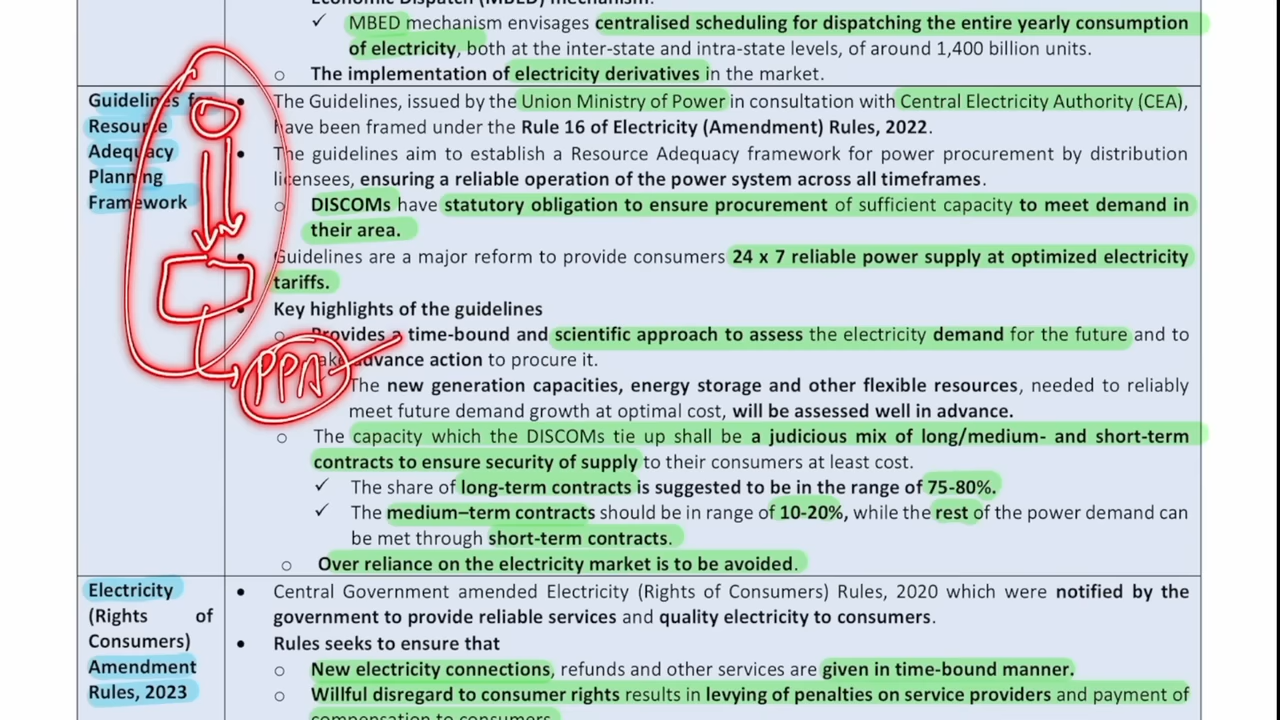 MBED mechanism envisages centralised scheduling for dispatching the entire yearly consumption
of electricity, both at the inter-state and intra-state levels, of around 1,400 billion units.
The implementation of electricity derivatives in the market.
Guidelines for
Resource
Adequacy
Planning
Framework
The Guidelines, issued by the Union Ministry of Power in consultation with Central Electricity Authority (CEA),
have been framed under the Rule 16 of Electricity (Amendment) Rules, 2022.
The guidelines aim to establish a Resource Adequacy framework for power procurement by distribution
licensees, ensuring a reliable operation of the power system across all timeframes.
DISCOMs have statutory obligation to ensure procurement of sufficient capacity to meet demand in
their area.
Guidelines are a major reform to provide consumers 24 x 7 reliable power supply at optimized electricity
tariffs.
Key highlights of the guidelines
Provides a time-bound and scientific approach to assess the electricity demand for the future and to
advance action to procure it.
PPA
The new generation capacities, energy storage and other flexible resources, needed to reliably
meet future demand growth at optimal cost, will be assessed well in advance.
The capacity which the DISCOMs tie up shall be a judicious mix of long/medium- and short-term
contracts to ensure security of supply to their consumers at least cost.
✓ The share of long-term contracts is suggested to be in the range of 75-80%.
✓ The medium–term contracts should be in range of 10-20%, while the rest of the power demand can
be met through short-term contracts.
Over reliance on the electricity market is to be avoided.
Electricity
(Rights of
Consumers)
Amendment
Rules, 2023
Central Government amended Electricity (Rights of Consumers) Rules, 2020 which were notified by the
government to provide reliable services and quality electricity to consumers.
Rules seeks to ensure that
New electricity connections, refunds and other services are given in time-bound manner.
Willful disregard to consumer rights results in levying of penalties on service providers and payment of
compensation to consumers.